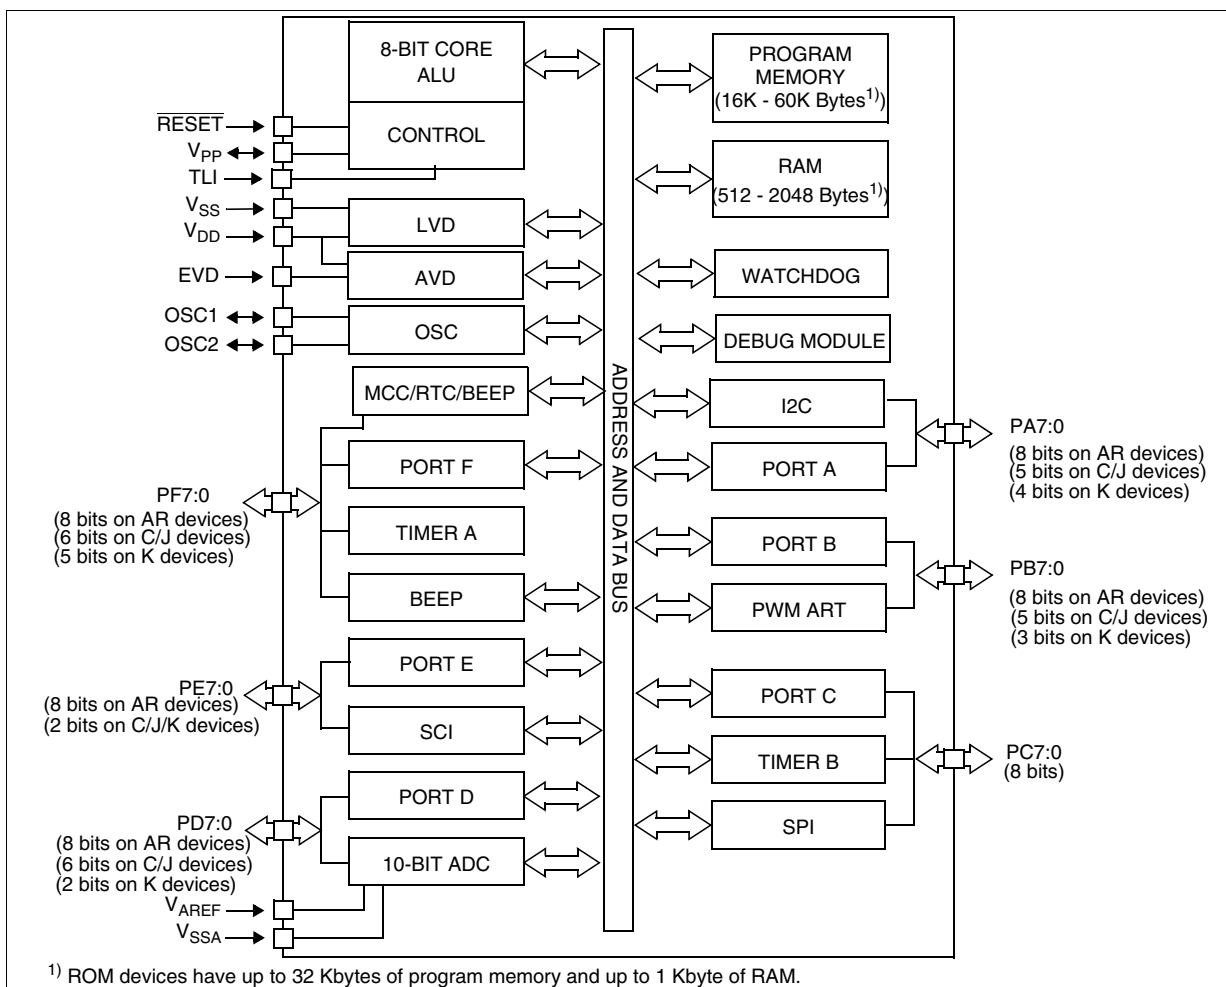 8-BIT CORE
ALU
CONTROL
RESET
VPP
TLI
VSS
VDD
LVD
EVD
AVD
OSC1
OSC2
OSC
MCC/RTC/BEEP
PORT F
PF7:0
(8 bits on AR devices)
(6 bits on C/J devices)
(5 bits on K devices)
TIMER A
BEEP
PORT E
PE7:0
(8 bits on AR devices)
(2 bits on C/J/K devices)
SCI
PORT D
PD7:0
(8 bits on AR devices)
(6 bits on C/J devices)
(2 bits on K devices)
10-BIT ADC
VAREF
VSSA
ADDRESS AND DATA BUS
PROGRAM
MEMORY
(16K - 60K Bytes1))
RAM
(512 - 2048 Bytes1))
WATCHDOG
DEBUG MODULE
I2C
PORT A
PA7:0
(8 bits on AR devices)
(5 bits on C/J devices)
(4 bits on K devices)
PORT B
PWM ART
PB7:0
(8 bits on AR devices)
(5 bits on C/J devices)
(3 bits on K devices)
PORT C
TIMER B
SPI
PC7:0
(8 bits)
1) ROM devices have up to 32 Kbytes of program memory and up to 1 Kbyte of RAM.